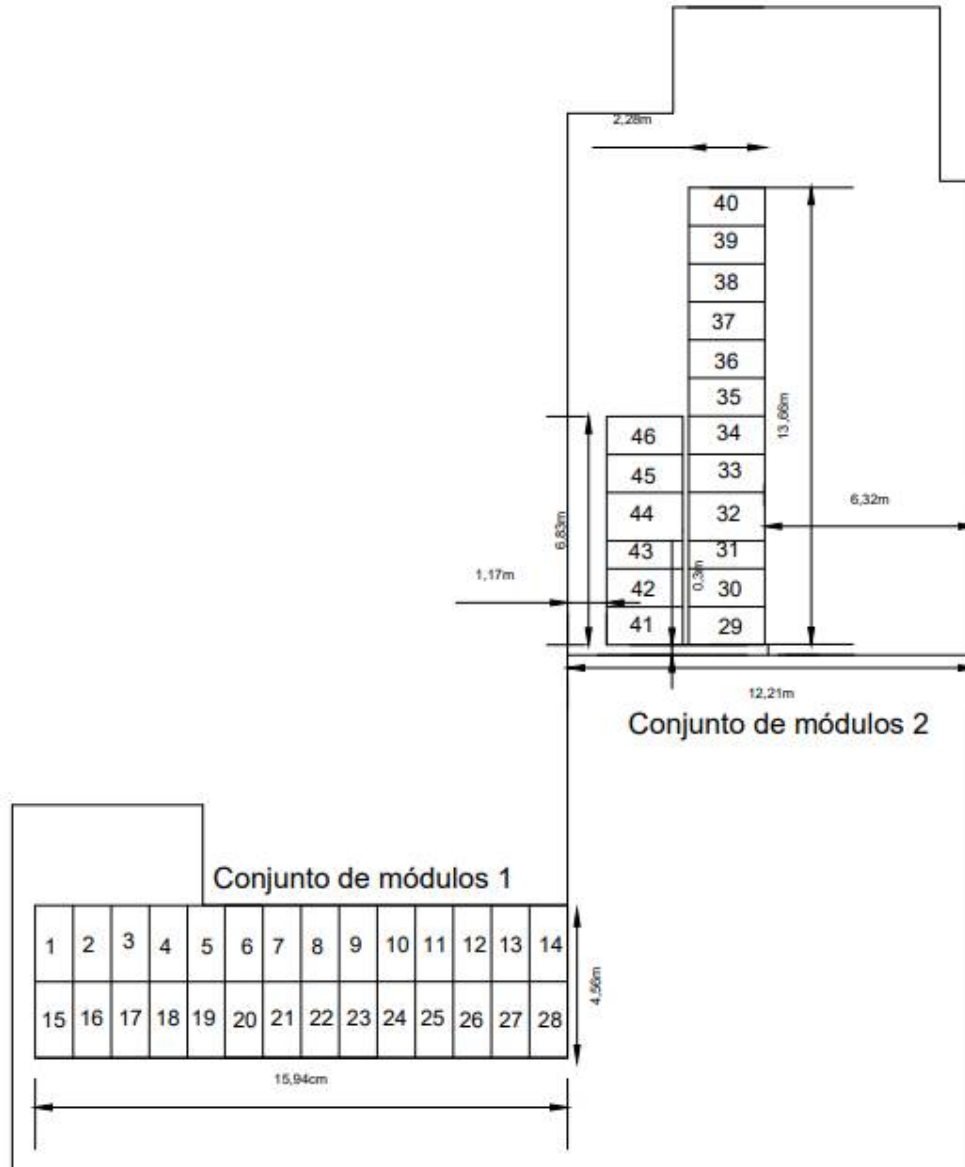 2,28m
40
39
38
37
36
35
13,66m
46 34
45 33
44 32
6,32m
6,83m
43 31
1,17m
42 30
0,3m
41 29
12,21m
Conjunto de módulos 2
Conjunto de módulos 1
1 2 3 4 5 6 7 8 9 10 11 12 13 14
4,56m
15 16 17 18 19 20 21 22 23 24 25 26 27 28
15,94cm